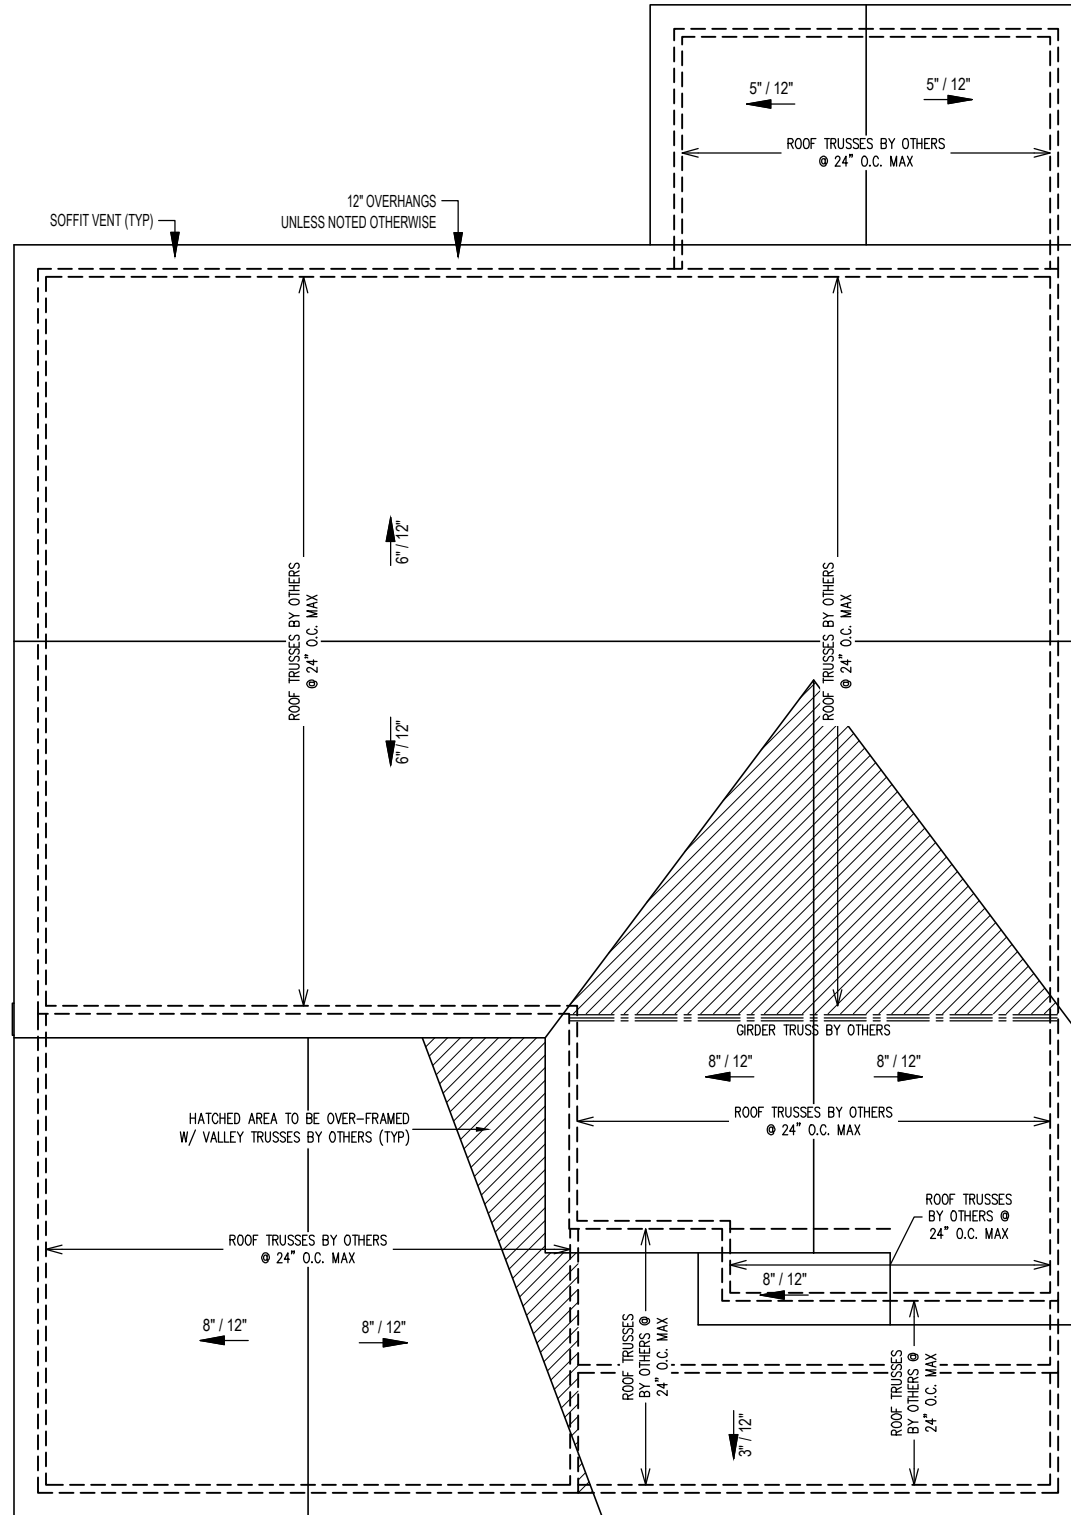 5" / 12"
5" / 12"
ROOF TRUSSES BY OTHERS
@ 24" O.C. MAX
12" OVERHANGS
UNLESS NOTED OTHERWISE
SOFFIT VENT (TYP)
6" / 12"
ROOF TRUSSES BY OTHERS
@ 24" O.C. MAX
ROOF TRUSSES BY OTHERS
@ 24" O.C. MAX
6" / 12"
GIRDER TRUSS BY OTHERS
8" / 12"
8" / 12"
HATCHED AREA TO BE OVER-FRAMED
W/ VALLEY TRUSSES BY OTHERS (TYP)
ROOF TRUSSES BY OTHERS
@ 24" O.C. MAX
ROOF TRUSSES
BY OTHERS @
24" O.C. MAX
ROOF TRUSSES BY OTHERS
@ 24" O.C. MAX
8" / 12"
8" / 12"
8" / 12"
ROOF TRUSSES
BY OTHERS @
24" O.C. MAX
ROOF TRUSSES
BY OTHERS @
24" O.C. MAX
3" / 12"